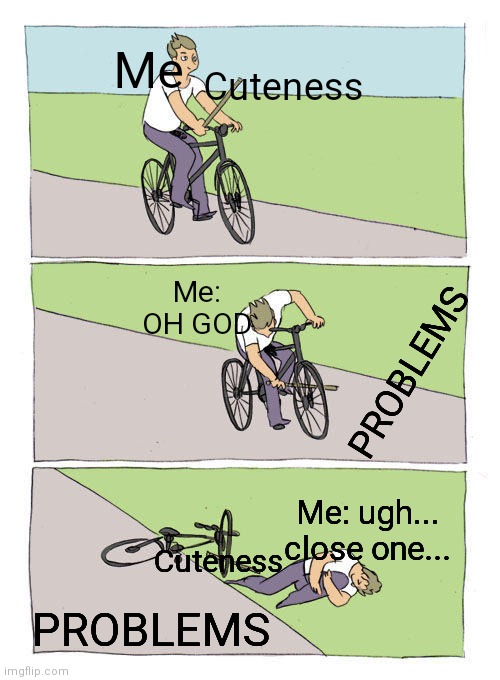 Me
Cuteness
Me:
OH GOD
PROBLEMS
Me: ugh...
close one...
Cuteness
PROBLEMS
imgflip.com